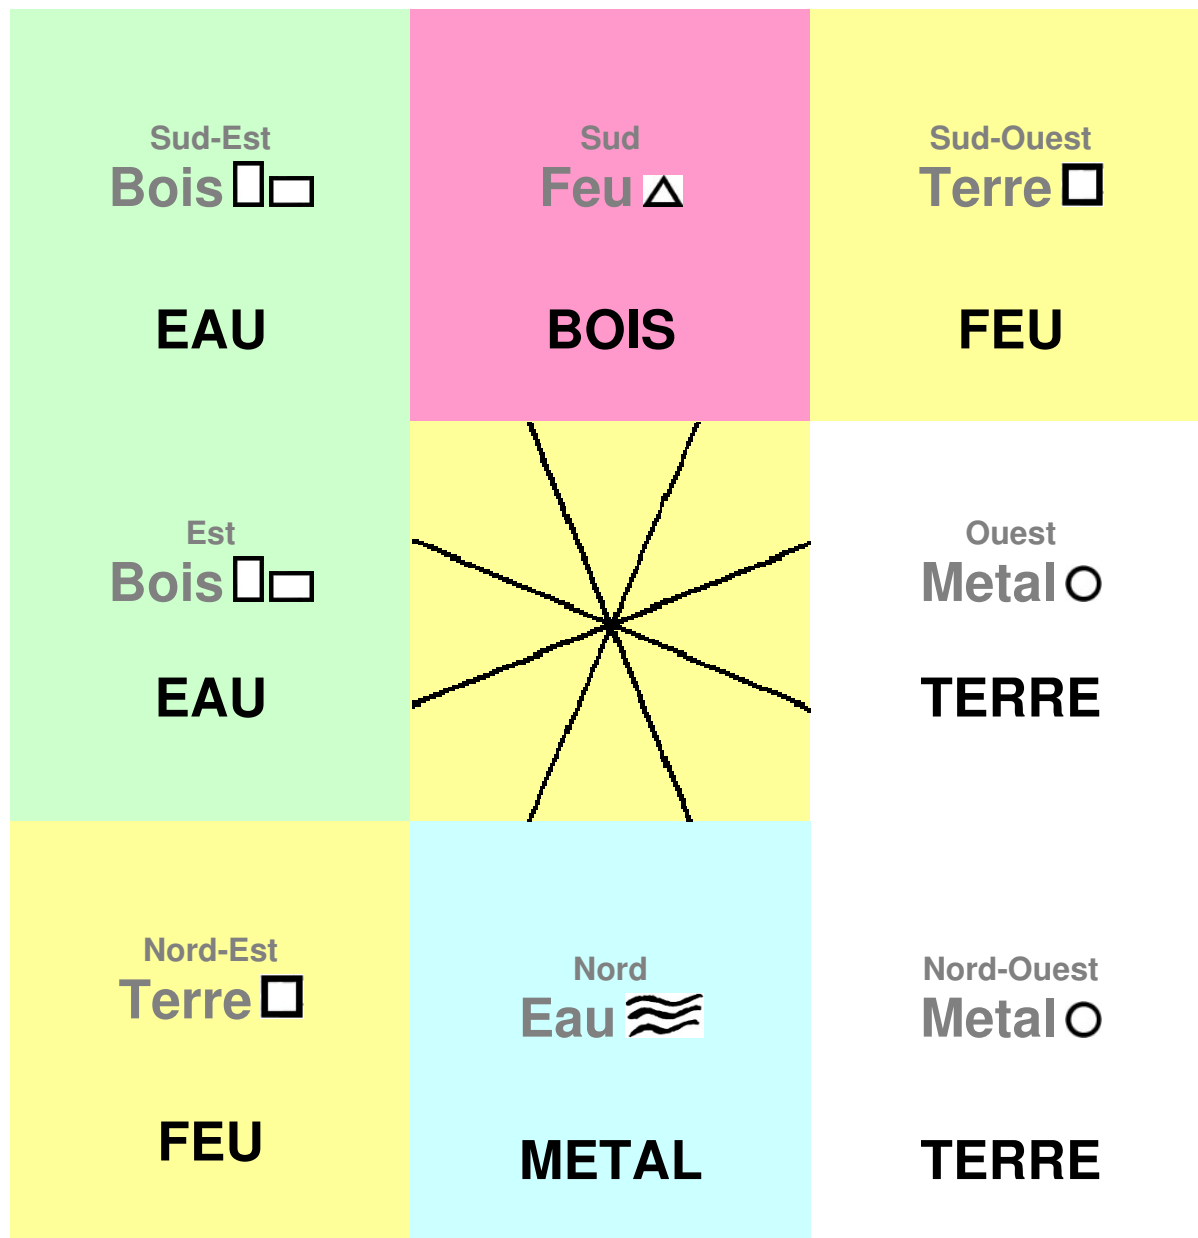 Sud-Est
Bois
EAU
Sud
Feu
BOIS
Sud-Ouest
Terre
FEU
Est
Bois
EAU
Ouest
Metal
TERRE
Nord-Est
Terre
FEU
Nord
Eau
METAL
Nord-Ouest
Metal
TERRE